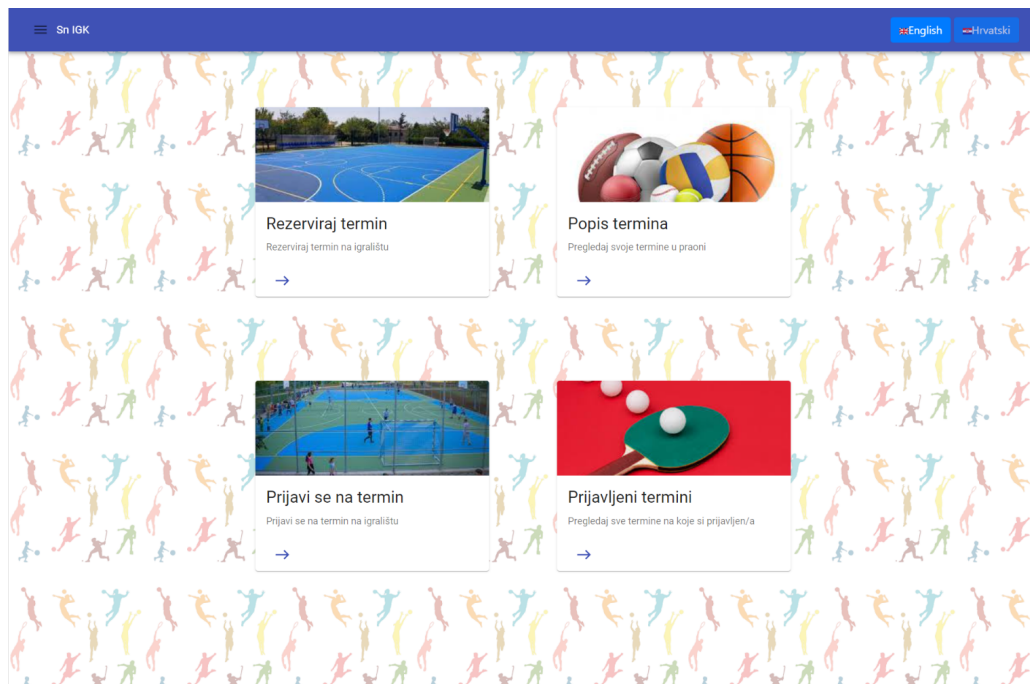 Sn IGK
English
Hrvatski
Rezerviraj termin
Rezerviraj termin na igralištu
Popis termina
Pregledaj svoje termine u praoni
Prijavi se na termin
Prijavi se na termin na igralištu
Prijavljeni termini
Pregledaj sve termine na koje si prijavljen/a